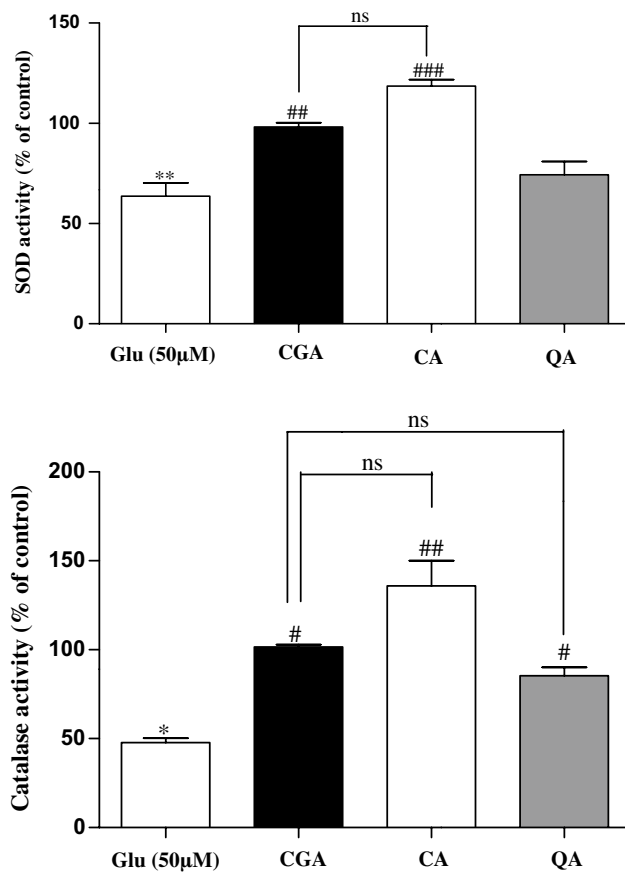 150
100
50
0
SOD activity (% of control)
ns
**
##
###
Glu (50µM) CGA CA QA
200
150
100
50
0
Catalase activity (% of control)
ns
ns
*
#
##
#
Glu (50µM) CGA CA QA